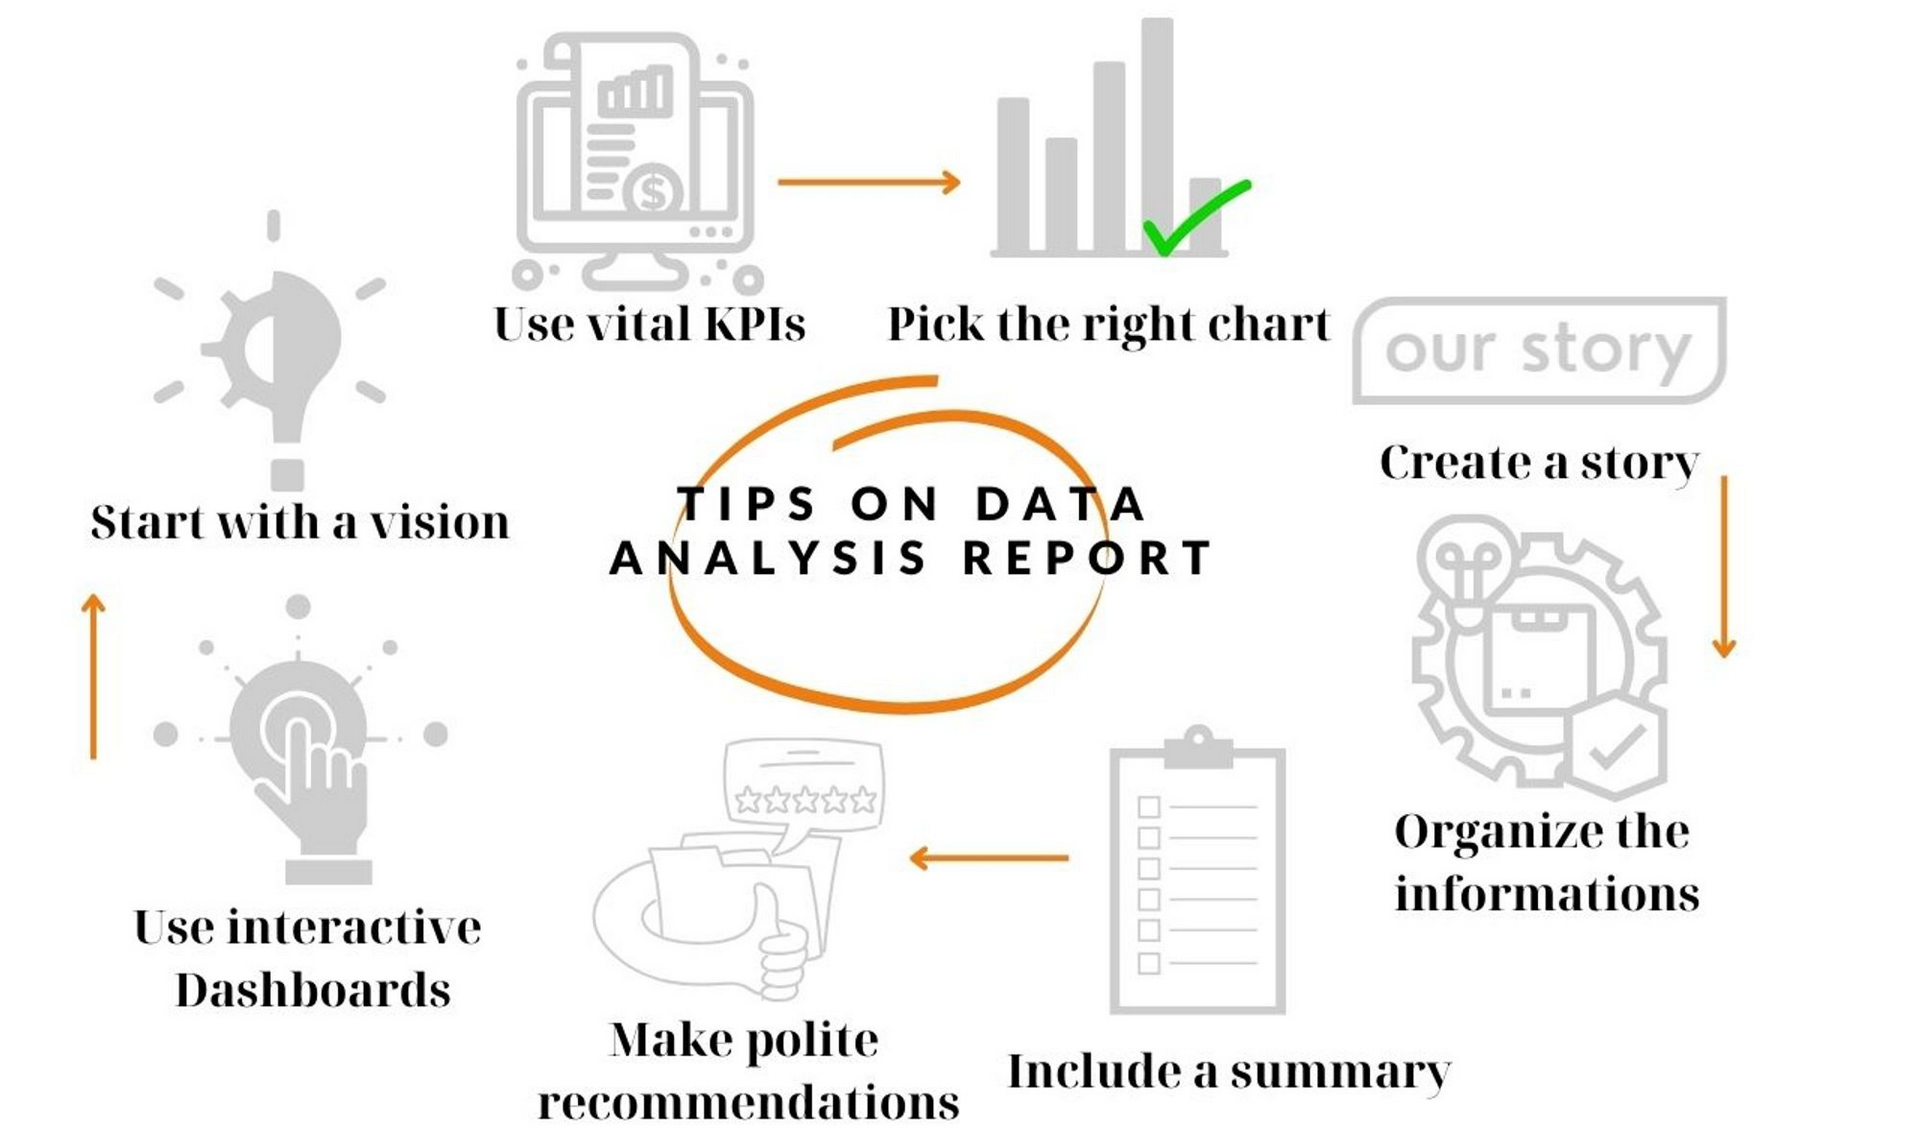 Use vital KPIs
Pick the right chart
our story
Create a story
Start with a vision
TIPS ON DATA
ANALYSIS REPORT
$
Organize the
informations
Use interactive
Dashboards
Make polite
recommendations
Include a summary